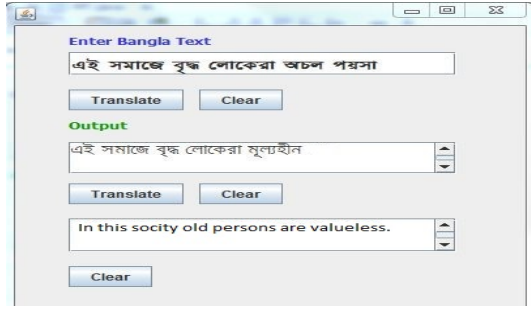 Enter Bangla Text
এই সমাজে বৃদ্ধ লোকেরা অচল পয়সা
Translate Clear
Output
এই সমাজে বৃদ্ধ লোকেরা মূল্যহীন
Translate Clear
In this socity old persons are valueless.
Clear